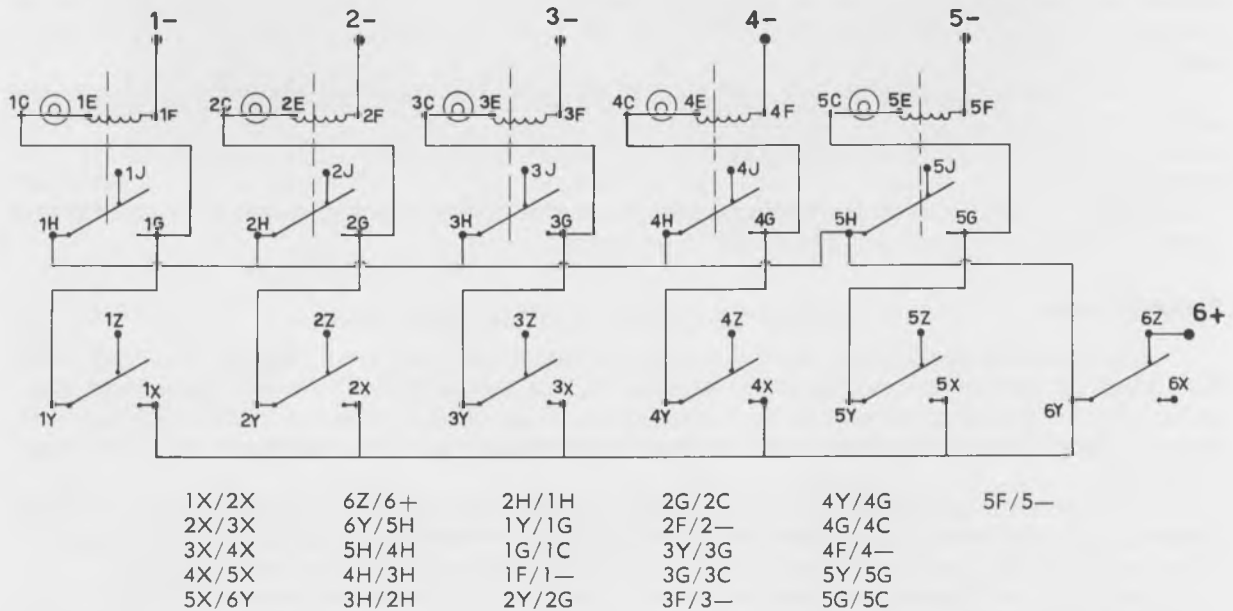 1− 2− 3− 4− 5−
1C 1E 1F 2C 2E 2F 3C 3E 3F 4C 4E 4F 5C 5E 5F
1J 2J 3J 4J 5J
1H 1G 2H 2G 3H 3G 4H 4G 5H 5G
6+
1Z 2Z 3Z 4Z 5Z 6Z
1Y 1X 2Y 2X 3Y 3X 4Y 4X 5Y 5X 6Y 6X
1X/2X 6Z/6+ 2H/1H 2G/2C 4Y/4G 5F/5—
2X/3X 6Y/5H 1Y/1G 2F/2— 4G/4C
3X/4X 5H/4H 1G/1C 3Y/3G 4F/4—
4X/5X 4H/3H 1F/1— 3G/3C 5Y/5G
5X/6Y 3H/2H 2Y/2G 3F/3— 5G/5C